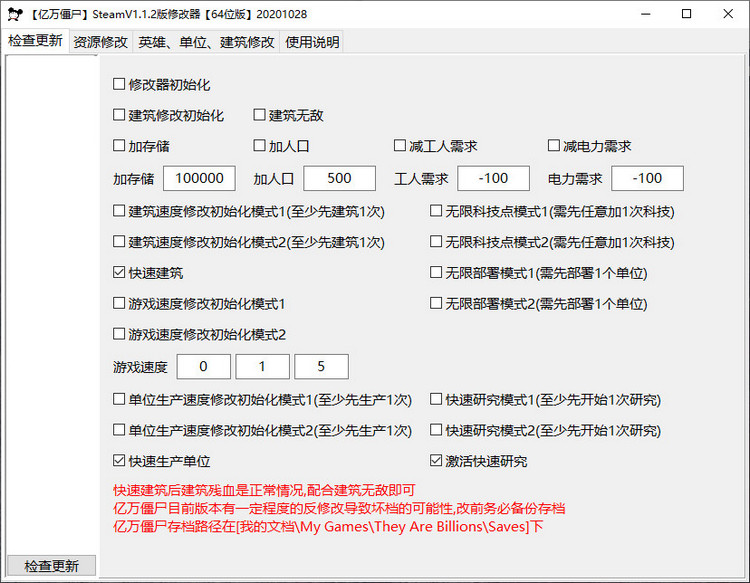 【亿万僵尸】SteamV1.1.2版修改器【64位版】20201028
检查更新 资源修改 英雄、单位、建筑修改 使用说明
修改器初始化
建筑修改初始化 建筑无敌
加存储 加人口 减工人需求 减电力需求
加存储 100000 加人口 500 工人需求 -100 电力需求 -100
建筑速度修改初始化模式1(至少先建筑1次) 无限科技点模式1(需先任意加1次科技)
建筑速度修改初始化模式2(至少先建筑1次) 无限科技点模式2(需先任意加1次科技)
快速建筑 无限部署模式1(需先部署1个单位)
游戏速度修改初始化模式1 无限部署模式2(需先部署1个单位)
游戏速度修改初始化模式2
游戏速度 0 1 5
单位生产速度修改初始化模式1(至少先生产1次) 快速研究模式1(至少先开始1次研究)
单位生产速度修改初始化模式2(至少先生产1次) 快速研究模式2(至少先开始1次研究)
快速生产单位 激活快速研究
快速建筑后建筑残血是正常情况,配合建筑无敌即可
亿万僵尸目前版本有一定程度的反修改导致坏档的可能性,改前务必备份存档
亿万僵尸存档路径在[我的文档\My Games\They Are Billions\Saves]下
检查更新